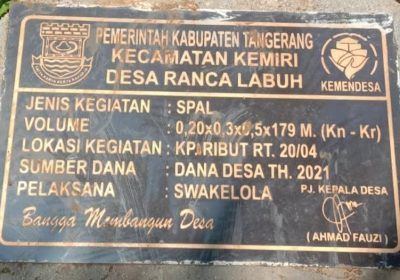 PEMERINTAH KABUPATEN TANGERANG
KECAMATAN KEMIRI
DESA RANCA LABUH
KEMENDESA
JENIS KEGIATAN : SPAL
VOLUME : 0,20x0,3x0,5x179 M. (Kn - Kr)
LOKASI KEGIATAN : KP.RIBUT RT. 20/04
SUMBER DANA : DANA DESA TH. 2021
PELAKSANA : SWAKELOLA
PJ. KEPALA DESA
Bangga Membangun Desa
( AHMAD FAUZI )